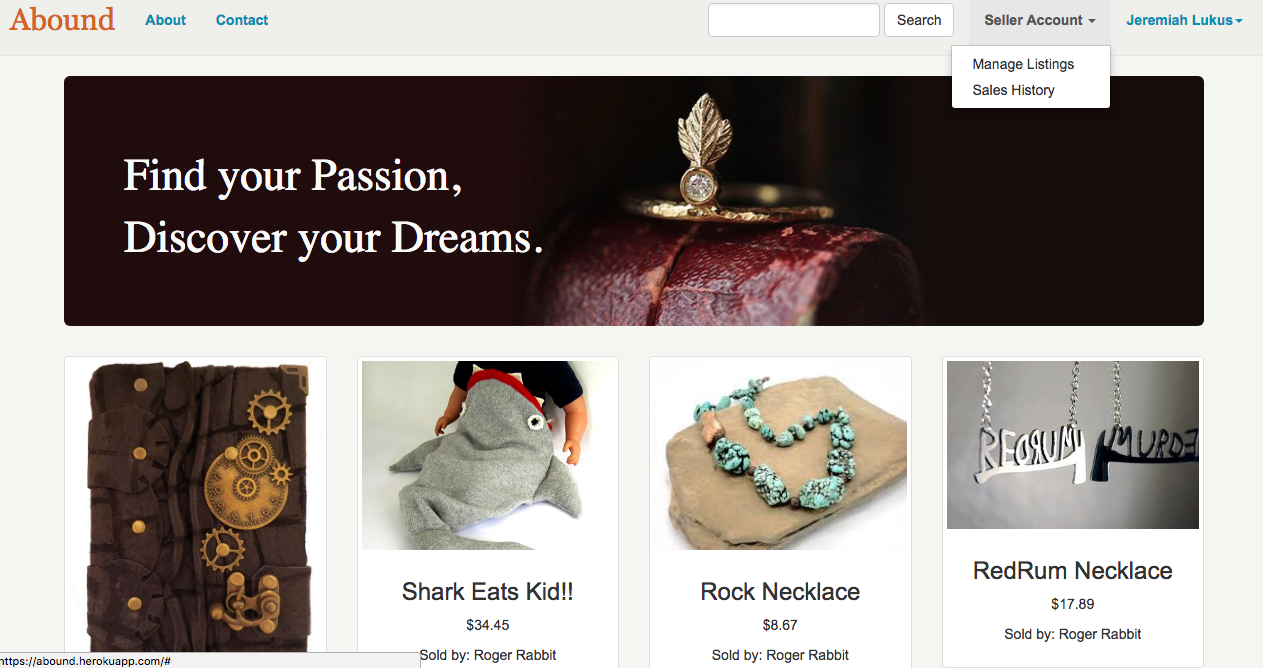 Abound
About
Contact
Search
Seller Account
Jeremiah Lukus
Manage Listings
Sales History
Find your Passion,
Discover your Dreams.
REDRUM
MURDE
Shark Eats Kid!!
$34.45
Sold by: Roger Rabbit
Rock Necklace
$8.67
Sold by: Roger Rabbit
RedRum Necklace
$17.89
Sold by: Roger Rabbit
https://abound.herokuapp.com/#